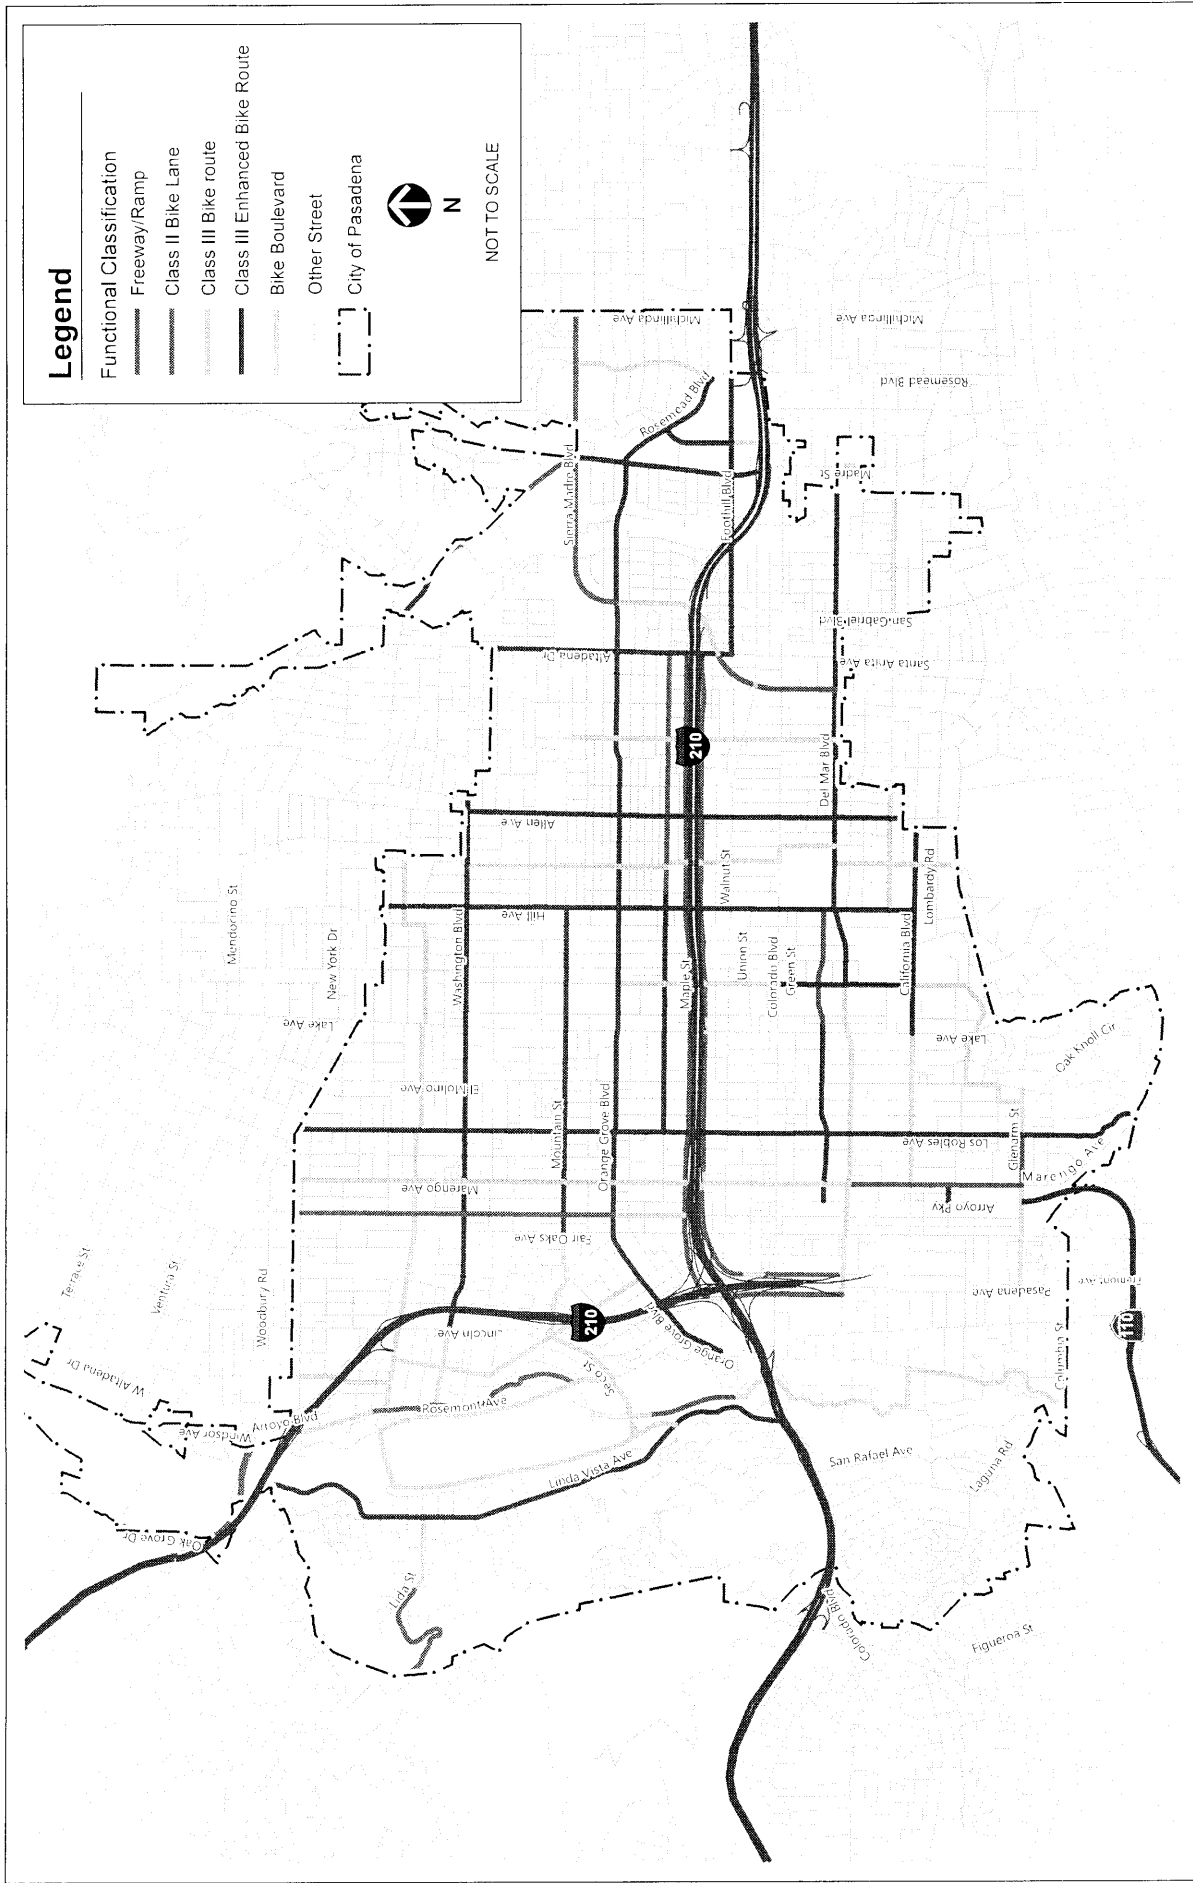 Legend
Functional Classification
Freeway/Ramp
Class II Bike Lane
Class III Bike route
Class III Enhanced Bike Route
Bike Boulevard
Other Street
City of Pasadena
N
NOT TO SCALE
Michillinda Ave
Michillinda Ave
Rosemead Blvd
Rosemead Blvd
Sierra Madre Blvd
Foothill Blvd
Madre St
San Gabriel Blvd
Santa Anita Ave
Altadena Dr
210
Del Mar Blvd
Allen Ave
Walnut St
Lombardy Rd
Mendocino St
New York Dr
Hill Ave
Washington Blvd
Union St
Colorado Blvd
Green St
Maple St
California Blvd
Lake Ave
Lake Ave
Oak Knoll Cir
El Molino Ave
Mountain St
Orange Grove Blvd
Los Robles Ave
Glenarm St
Marengo Ave
Marengo Ave
Arroyo Pky
Fair Oaks Ave
Terrace St
Ventura St
Woodbury Rd
Pasadena Ave
Fremont Ave
110
Columbia St
Lincoln Ave
210
Orange Grove Blvd
Orange Grove Blvd
W Altadena Dr
Windsor Ave
Arroyo Blvd
Rosemont Ave
Seco St
Linda Vista Ave
San Rafael Ave
Laguna Rd
Oak Grove Dr
Lida St
Colorado Blvd
Figueroa St